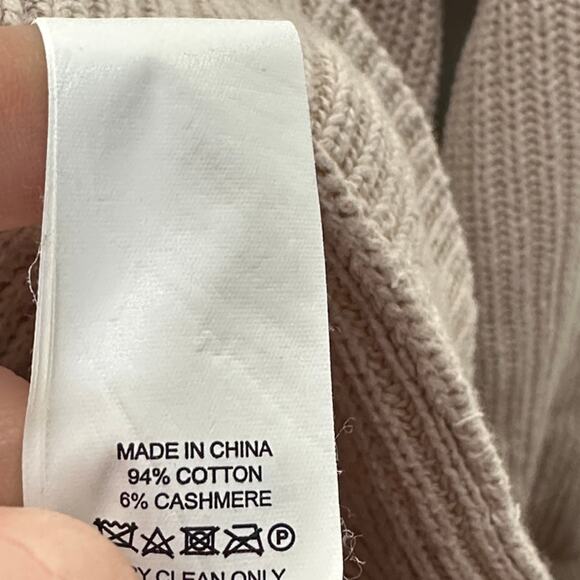 MADE IN CHINA
94% COTTON
6% CASHMERE
P
CLEAN ONLY